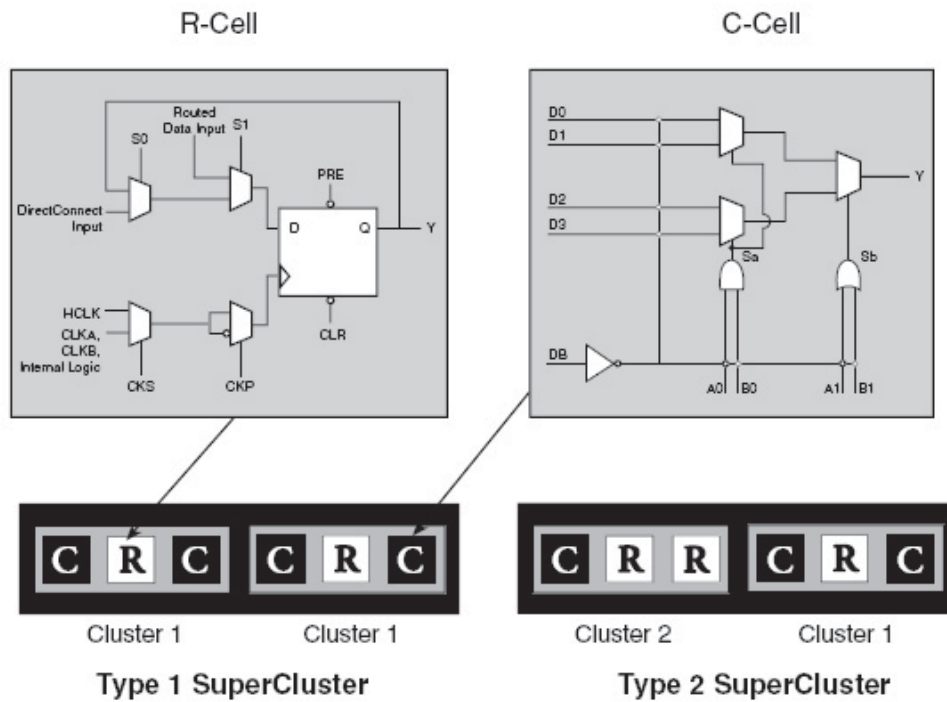 R-Cell
C-Cell
Routed
Data Input
S1
S0
PRE
DirectConnect
Input
D
Q
Y
HCLK
CLKA,
CLKB,
Internal Logic
CKS
CKP
CLR
D0
D1
D2
D3
Sa
Sb
Y
DB
A0
B0
A1
B1
C R C
C R C
C R R
C R C
Cluster 1
Cluster 1
Cluster 2
Cluster 1
Type 1 SuperCluster
Type 2 SuperCluster